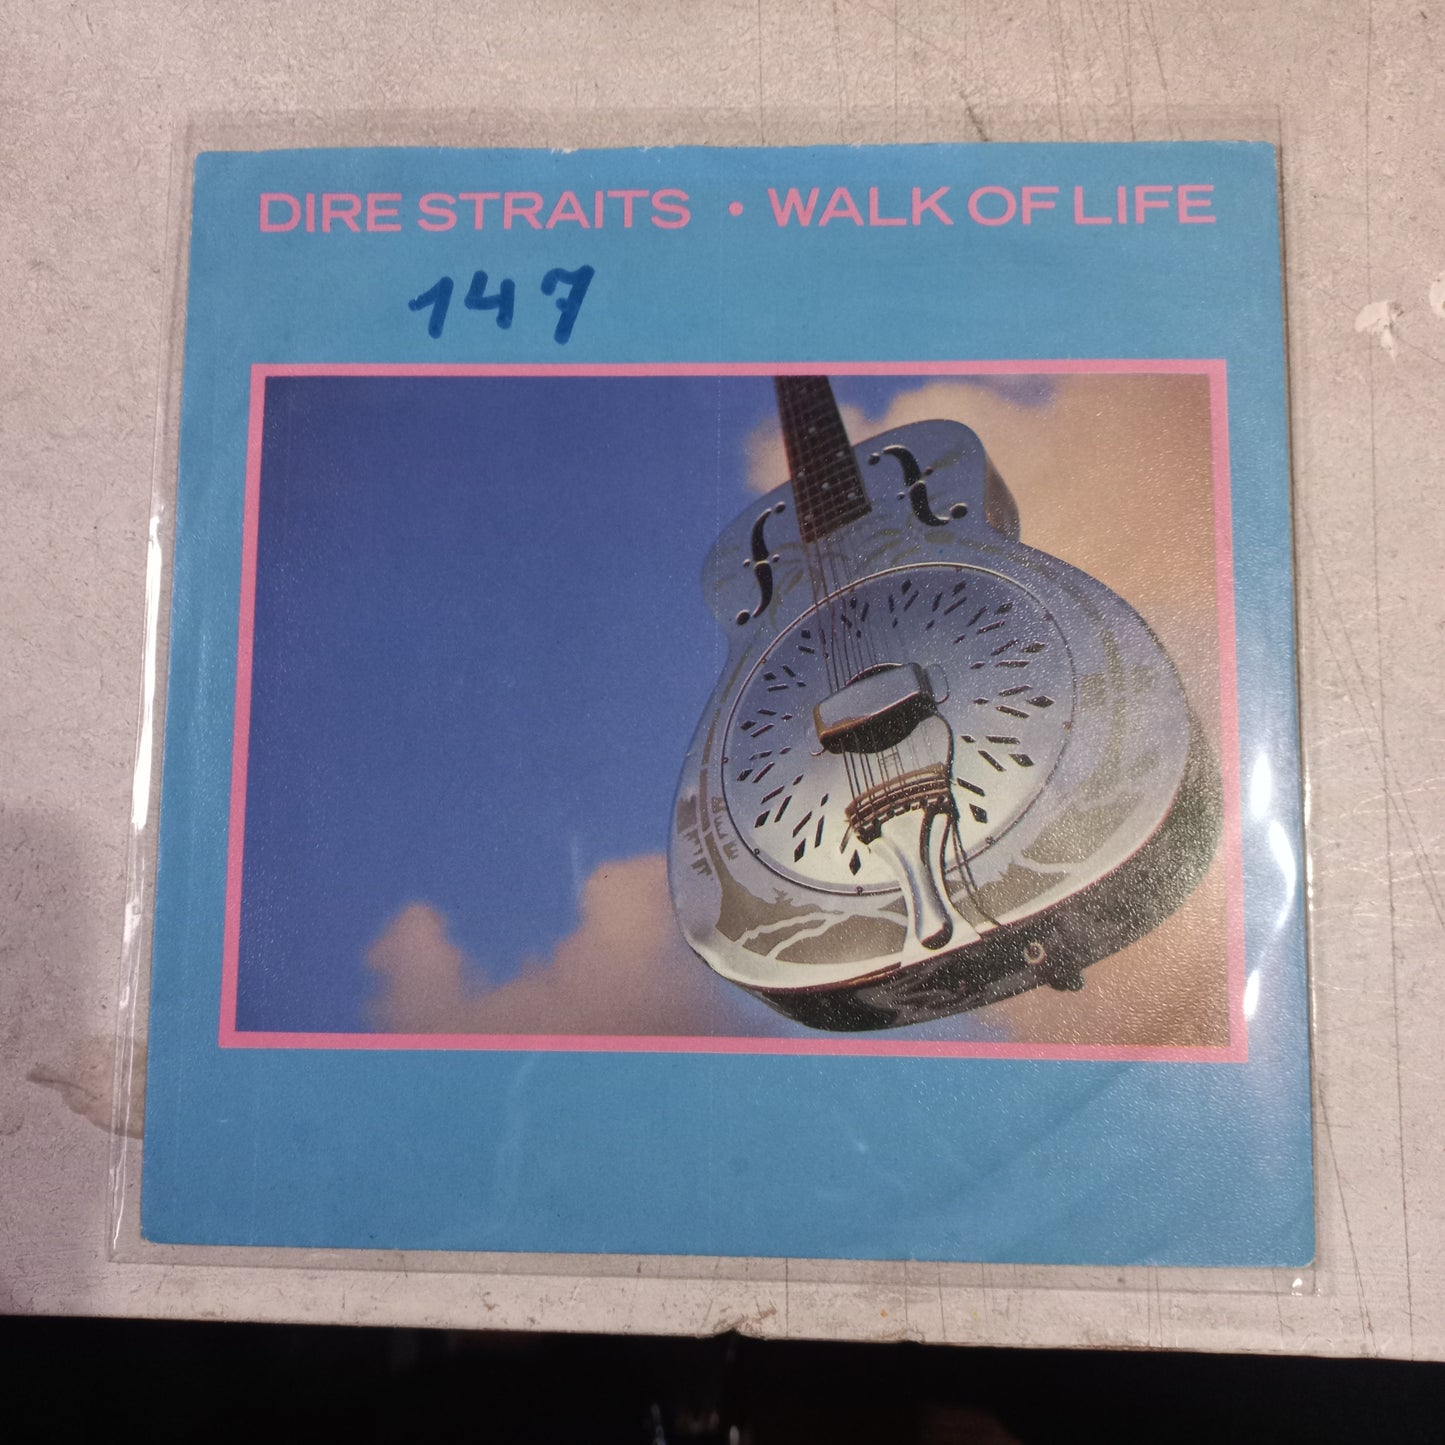 DIRE STRAITS • WALK OF LIFE
147